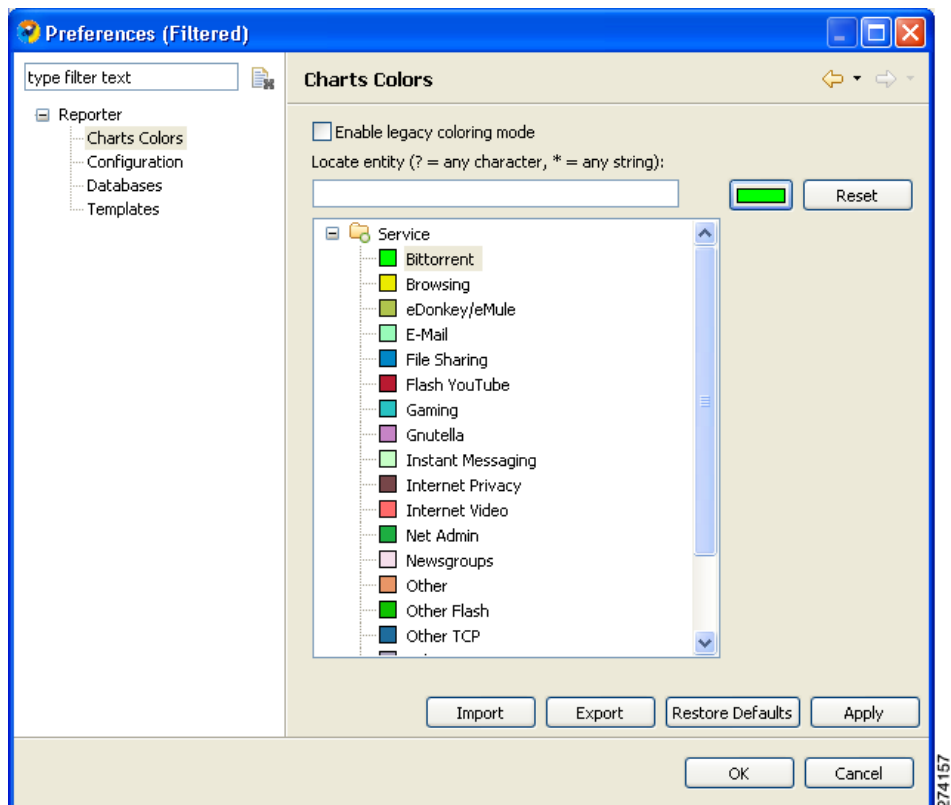 Preferences (Filtered)
type filter text
Reporter
Charts Colors
Configuration
Databases
Templates
Charts Colors
Enable legacy coloring mode
Locate entity (? = any character, * = any string):
Reset
Service
Bittorrent
Browsing
eDonkey/eMule
E-Mail
File Sharing
Flash YouTube
Gaming
Gnutella
Instant Messaging
Internet Privacy
Internet Video
Net Admin
Newsgroups
Other
Other Flash
Other TCP
Import Export Restore Defaults Apply
OK Cancel
274157